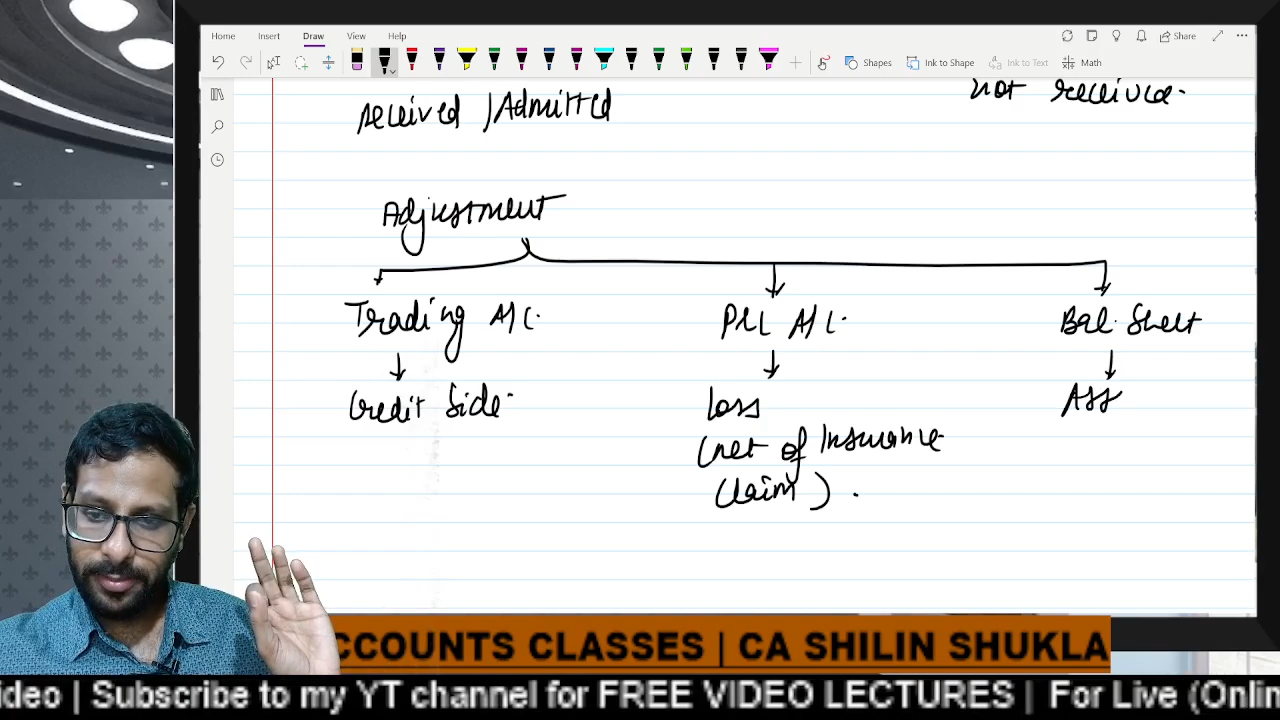 Home Insert Draw View Help Share
Shapes Ink to Shape Ink to Text Math
not receivce.
received /Admitted
Adjustment
Trading A/C. P&L A/C. Bal. Sheet
Credit Side. Loss Ass
(net of Insurance
Claim).
CCOUNTS CLASSES | CA SHILIN SHUKLA
ideo | Subscribe to my YT channel for FREE VIDEO LECTURES | For Live (Onlin